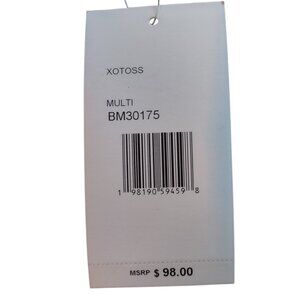 XOTOSS
MULTI
BM30175
1 98190 59459 8
MSRP $ 98.00